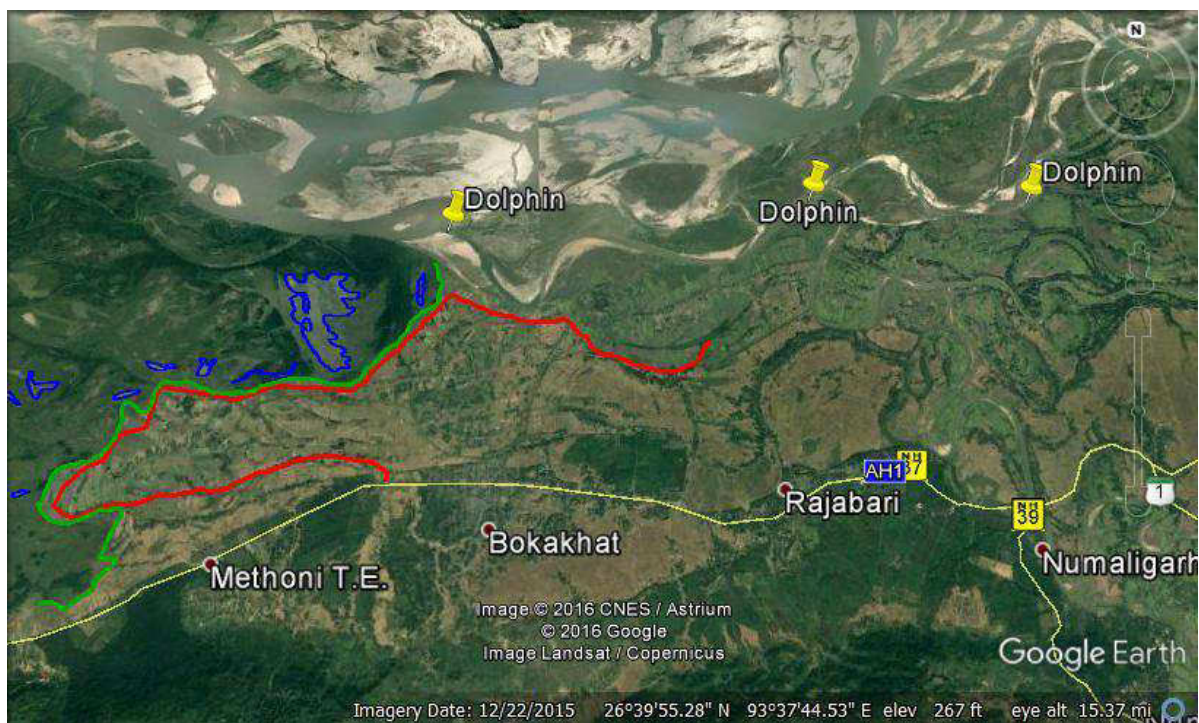 N
Dolphin
Dolphin
Dolphin
NH
AH1 37
1
Rajabari
NH
39
Bokakhat
Numaligarh
Methoni T.E.
Image © 2016 CNES / Astrium
© 2016 Google
Image Landsat / Copernicus
Google Earth
Imagery Date: 12/22/2015 26°39'55.28" N 93°37'44.53" E elev 267 ft eye alt 15.37 mi